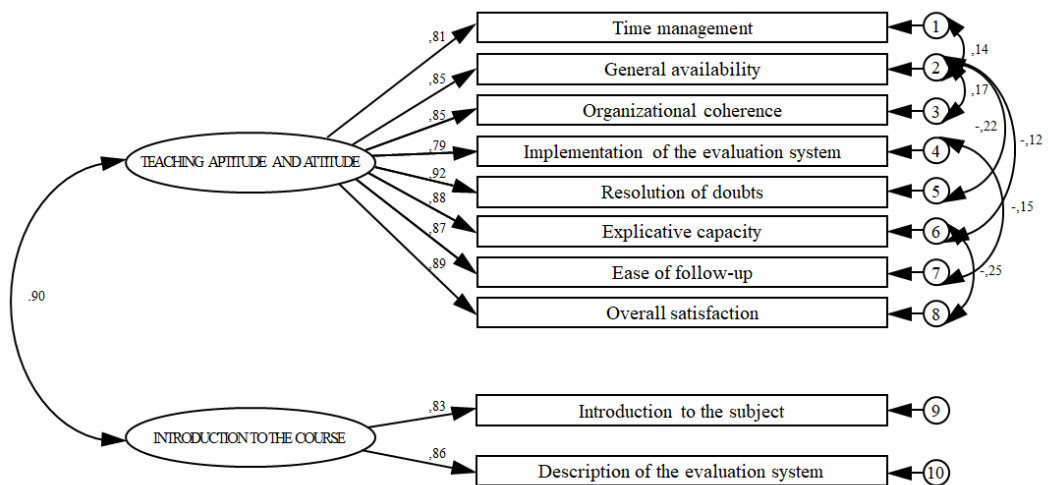 ,81
Time management
1
,14
,85
General availability
2
,17
,85
Organizational coherence
3
-,22
-,12
TEACHING APTITUDE AND ATTITUDE
,79
Implementation of the evaluation system
4
,92
Resolution of doubts
5
-,15
,88
Explicative capacity
6
,87
Ease of follow-up
7
-,25
,89
Overall satisfaction
8
.90
,83
Introduction to the subject
9
INTRODUCTION TO THE COURSE
,86
Description of the evaluation system
10